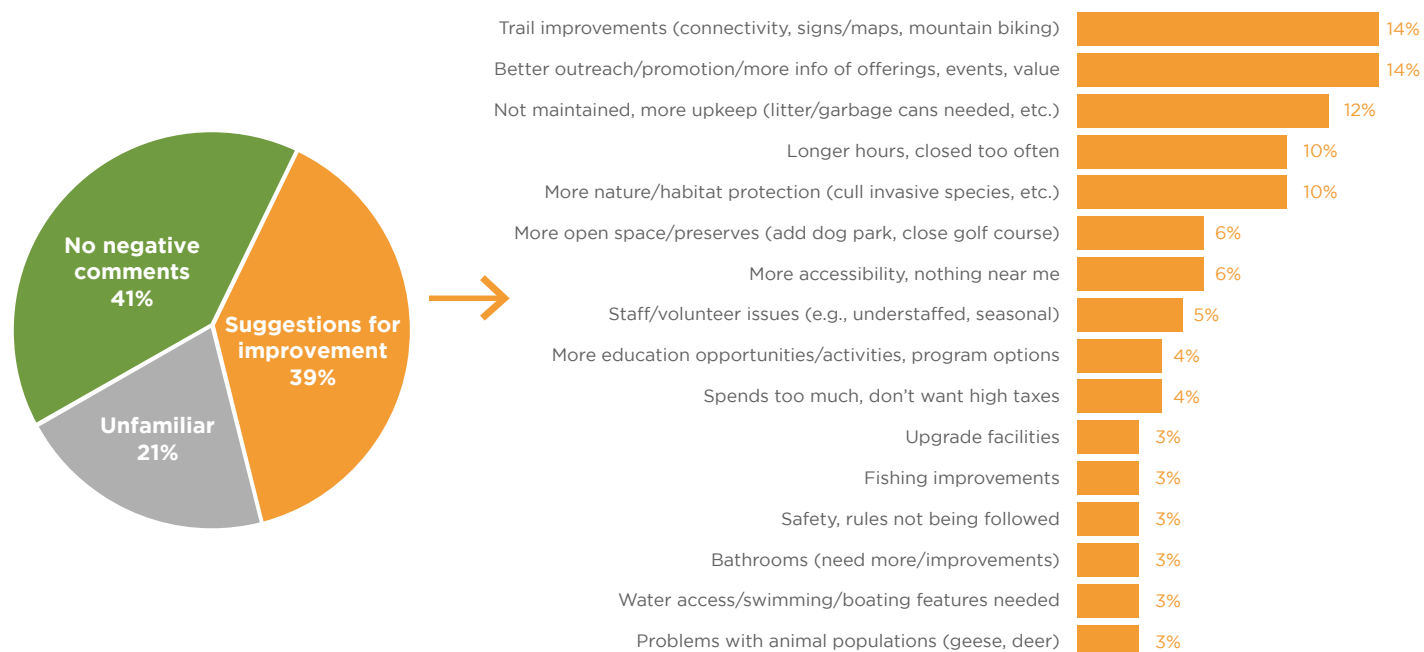 No negative
comments
41%
Suggestions for
improvement
39%
Unfamiliar
21%
Trail improvements (connectivity, signs/maps, mountain biking) 14%
Better outreach/promotion/more info of offerings, events, value 14%
Not maintained, more upkeep (litter/garbage cans needed, etc.) 12%
Longer hours, closed too often 10%
More nature/habitat protection (cull invasive species, etc.) 10%
More open space/preserves (add dog park, close golf course) 6%
More accessibility, nothing near me 6%
Staff/volunteer issues (e.g., understaffed, seasonal) 5%
More education opportunities/activities, program options 4%
Spends too much, don’t want high taxes 4%
Upgrade facilities 3%
Fishing improvements 3%
Safety, rules not being followed 3%
Bathrooms (need more/improvements) 3%
Water access/swimming/boating features needed 3%
Problems with animal populations (geese, deer) 3%